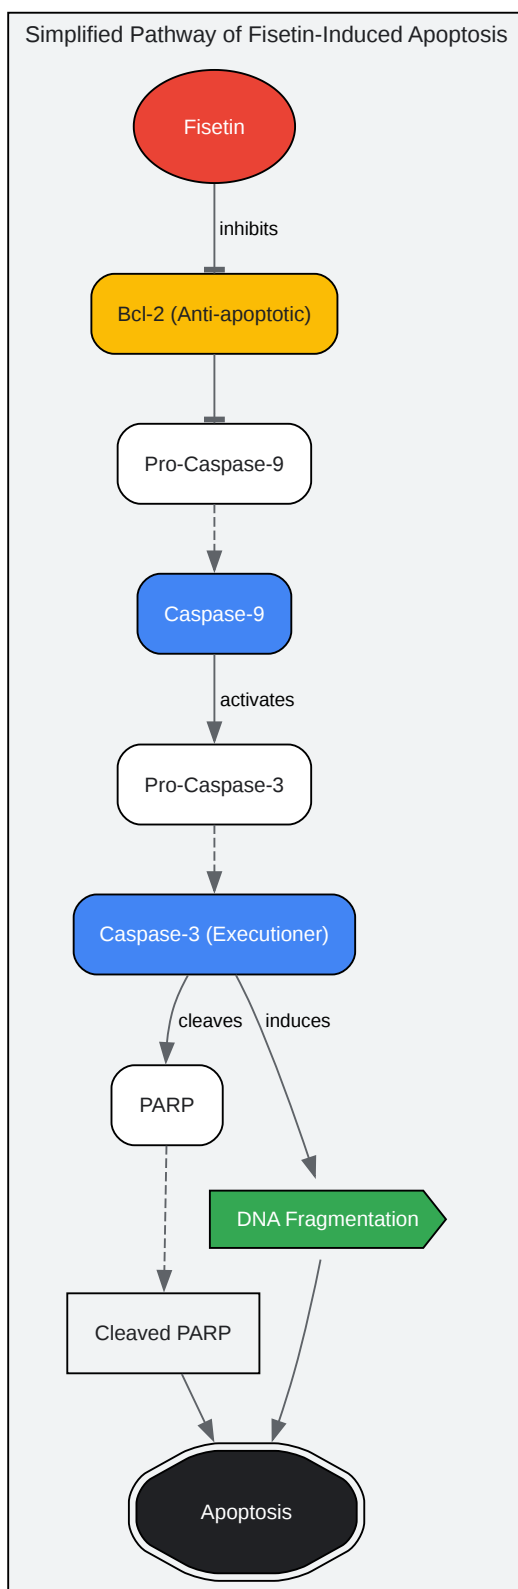 Simplified Pathway of Fisetin-Induced Apoptosis
Fisetin
inhibits
Bcl-2 (Anti-apoptotic)
Pro-Caspase-9
Caspase-9
activates
Pro-Caspase-3
Caspase-3 (Executioner)
cleaves
induces
PARP
DNA Fragmentation
Cleaved PARP
Apoptosis